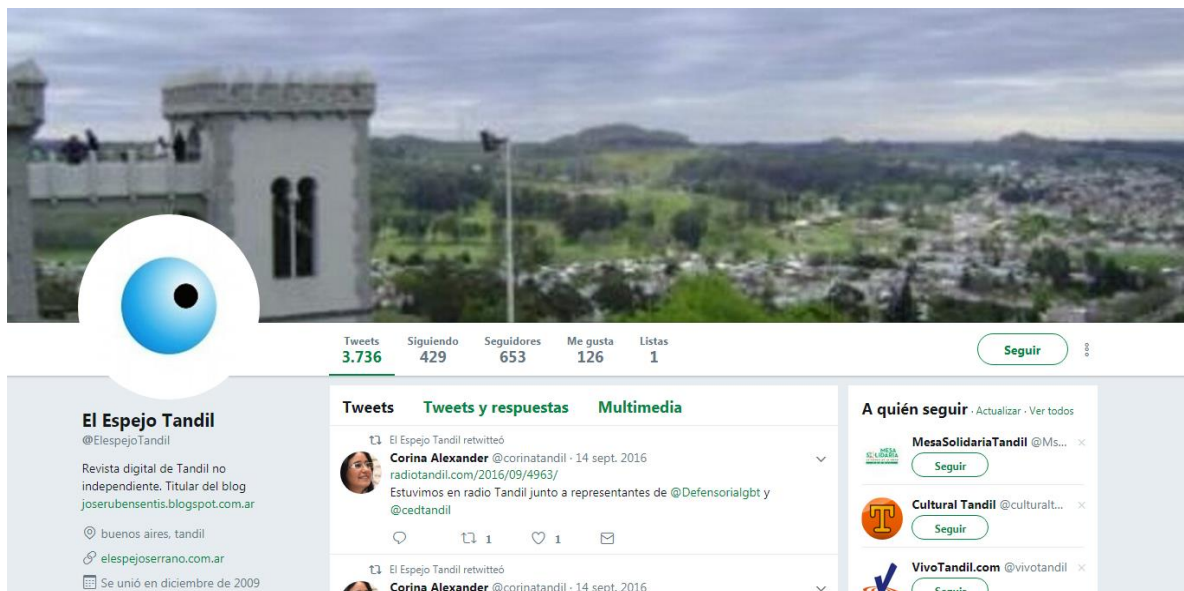 Tweets
3.736
Siguiendo
429
Seguidores
653
Me gusta
126
Listas
1
Seguir
El Espejo Tandil
@ElespejoTandil
Revista digital de Tandil no
independiente. Titular del blog
joserubensentis.blogspot.com.ar
buenos aires, tandil
elespejoserrano.com.ar
Se unió en diciembre de 2009
Tweets Tweets y respuestas Multimedia
El Espejo Tandil retwitteó
Corina Alexander @corinatandil · 14 sept. 2016
radiotandil.com/2016/09/4963/
Estuvimos en radio Tandil junto a representantes de @Defensorialgbt y
@cedtandil
1 1
El Espejo Tandil retwitteó
Corina Alexander @corinatandil · 14 sept. 2016
A quién seguir · Actualizar · Ver todos
MesaSolidariaTandil @Ms...
Seguir
Cultural Tandil @culturalt...
Seguir
VivoTandil.com @vivotandil
Seguir